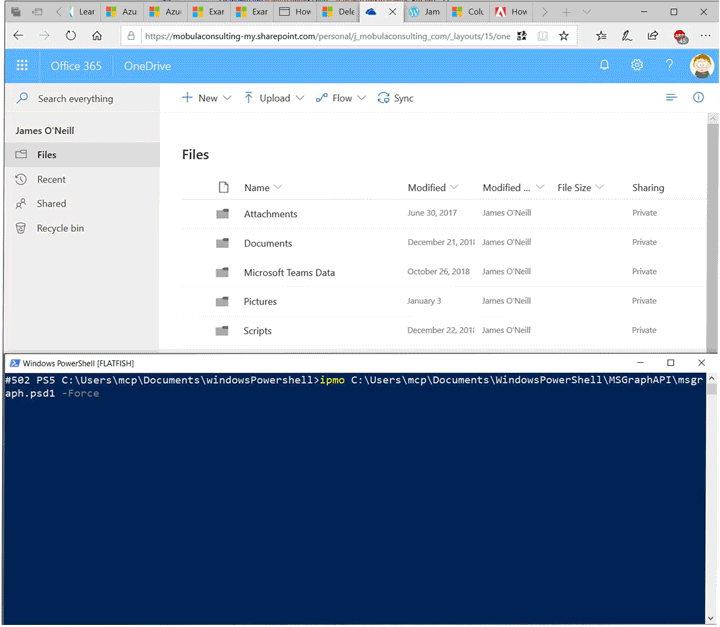 Lear
Azu
Azu
Exar
Exar
How
Dele
Jam
Colu
How
https://mobulaconsulting-my.sharepoint.com/personal/j_mobulaconsulting_com/_layouts/15/one
Office 365
OneDrive
Search everything
New
Upload
Flow
Sync
James O'Neill
Files
Recent
Shared
Recycle bin
Files
Name Modified Modified ... File Size Sharing
Attachments June 30, 2017 James O'Neill Private
Documents December 21, 201 James O'Neill Private
Microsoft Teams Data October 26, 2018 James O'Neill Private
Pictures January 3 James O'Neill Private
Scripts December 22, 201 James O'Neill Private
Windows PowerShell [FLATFISH]
#502 PS5 C:\Users\mcp\Documents\windowsPowershell>ipmo C:\Users\mcp\Documents\WindowsPowerShell\MSGraphAPI\msgr
aph.psd1 -Force